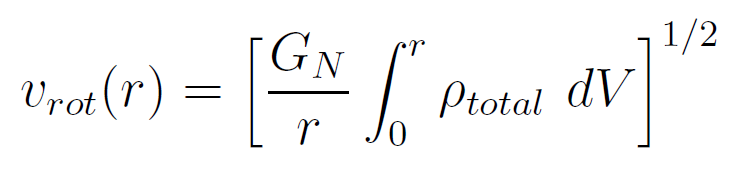 v_{rot}(r) = \left[ \frac{G_N}{r} \int_0^r \rho_{total} \ dV \right]^{1/2}